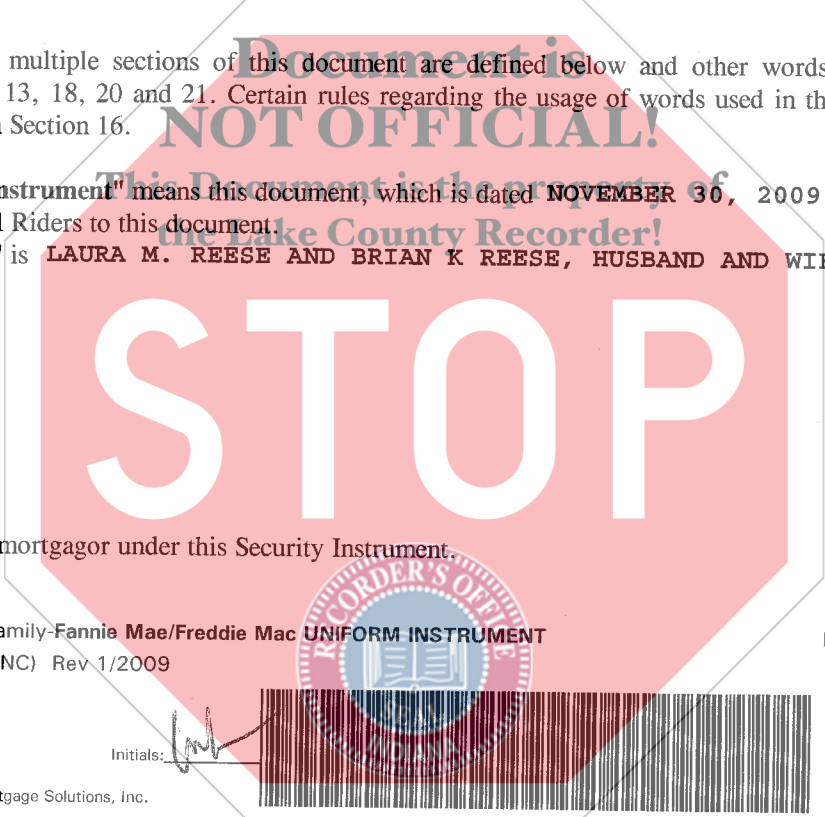 Document is
multiple sections of this document are defined below and other words
13, 18, 20 and 21. Certain rules regarding the usage of words used in th
Section 16.
NOT OFFICIAL!
This Document is the property of
nstrument" means this document, which is dated NOVEMBER 30, 2009
the Lake County Recorder!
Riders to this document.
" is LAURA M. REESE AND BRIAN K REESE, HUSBAND AND WIF
STOP
mortgagor under this Security Instrument.
RECORDER'S OFFICE
amily-Fannie Mae/Freddie Mac UNIFORM INSTRUMENT
NC) Rev 1/2009
SEAL
INDIANA
Initials:
tgage Solutions, Inc.